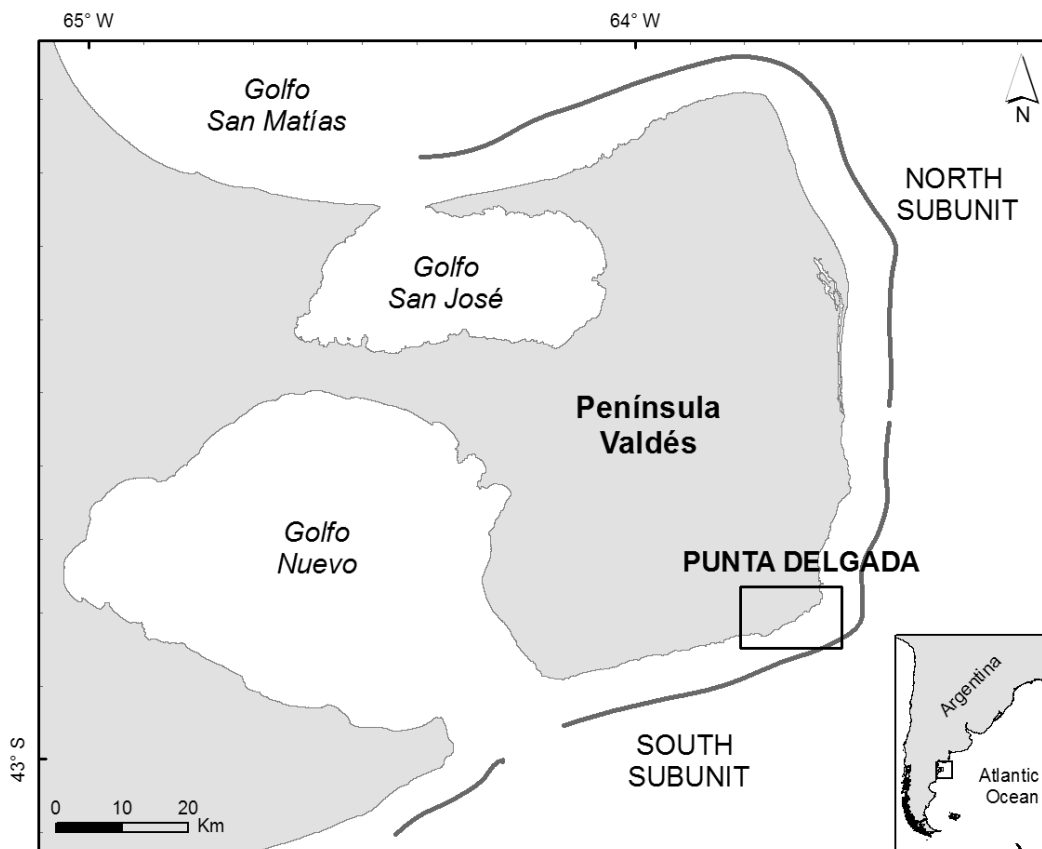 65° W
64° W
Golfo
San Matías
N
NORTH
SUBUNIT
Golfo
San José
Península
Valdés
Golfo
Nuevo
PUNTA DELGADA
SOUTH
SUBUNIT
43° S
0 10 20
Km
Argentina
Atlantic
Ocean